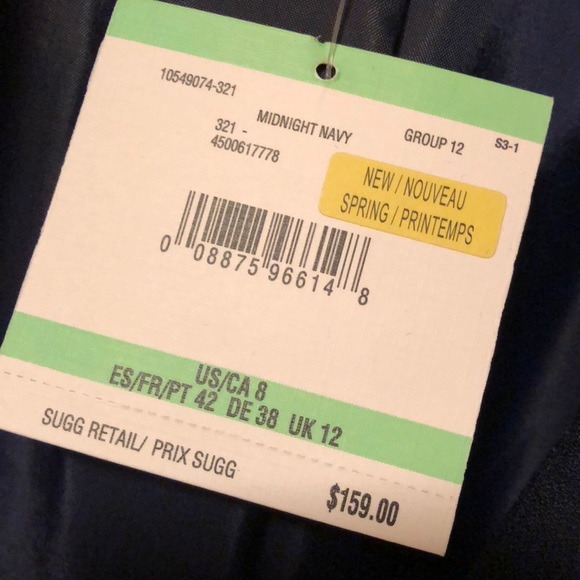 10549074-321
MIDNIGHT NAVY
GROUP 12
S3-1
321 -
4500617778
NEW / NOUVEAU
SPRING / PRINTEMPS
0 08875 96614 8
US/CA 8
ES/FR/PT 42 DE 38 UK 12
SUGG RETAIL/ PRIX SUGG
$159.00